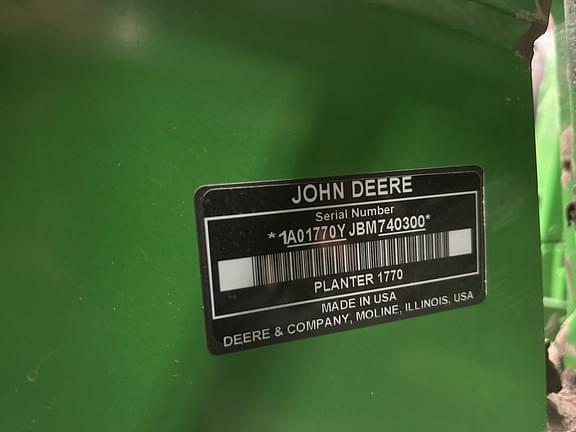 JOHN DEERE
Serial Number
*1A01770YJBM740300*
PLANTER 1770
MADE IN USA
DEERE & COMPANY, MOLINE, ILLINOIS, USA